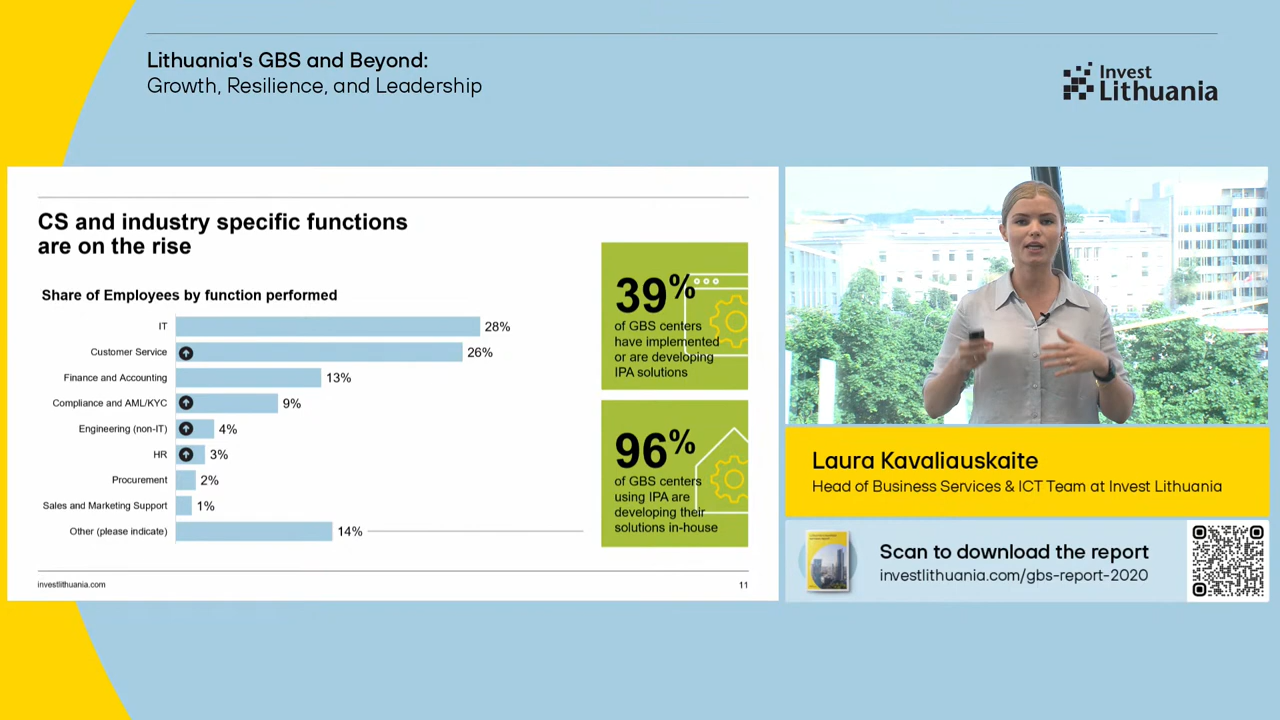 Lithuania's GBS and Beyond:
Growth, Resilience, and Leadership
Invest
Lithuania
CS and industry specific functions
are on the rise
Share of Employees by function performed
IT 28%
Customer Service 26%
Finance and Accounting 13%
Compliance and AML/KYC 9%
Engineering (non-IT) 4%
HR 3%
Procurement 2%
Sales and Marketing Support 1%
Other (please indicate) 14%
39%
of GBS centers
have implemented
or are developing
IPA solutions
96%
of GBS centers
using IPA are
developing their
solutions in-house
investlithuania.com
11
Laura Kavaliauskaite
Head of Business Services & ICT Team at Invest Lithuania
Scan to download the report
investlithuania.com/gbs-report-2020